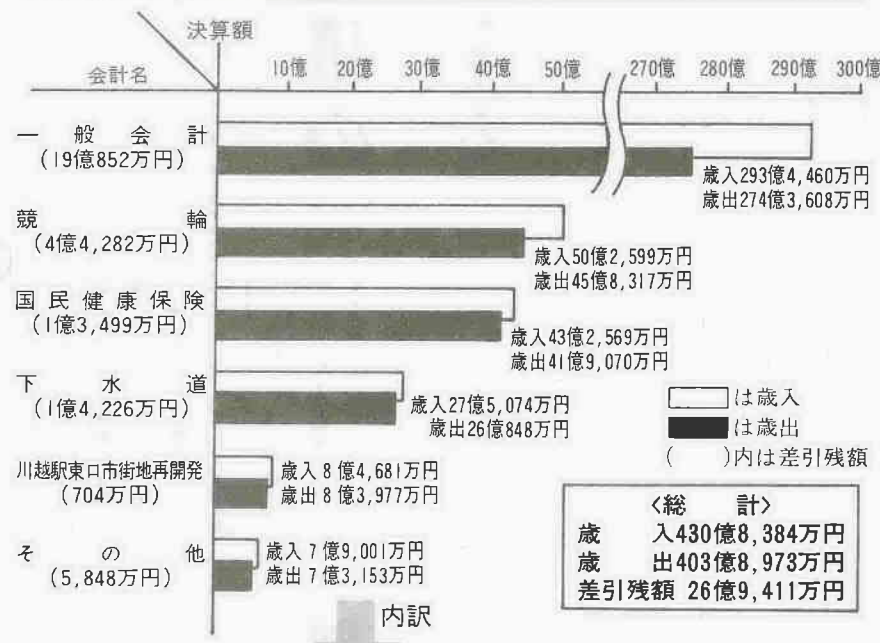 決算額
会計名
10億 20億 30億 40億 50億 270億 280億 290億 300億
一般会計
(19億852万円)
歳入293億4,460万円
歳出274億3,608万円
競輪
(4億4,282万円)
歳入50億2,599万円
歳出45億8,317万円
国民健康保険
(1億3,499万円)
歳入43億2,569万円
歳出41億9,070万円
下水道
(1億4,226万円)
歳入27億5,074万円
歳出26億848万円
川越駅東口市街地再開発
(704万円)
歳入8億4,681万円
歳出8億3,977万円
その他
(5,848万円)
歳入7億9,001万円
歳出7億3,153万円
は歳入
は歳出
( )内は差引残額
<総計>
歳入430億8,384万円
歳出403億8,973万円
差引残額 26億9,411万円
内訳